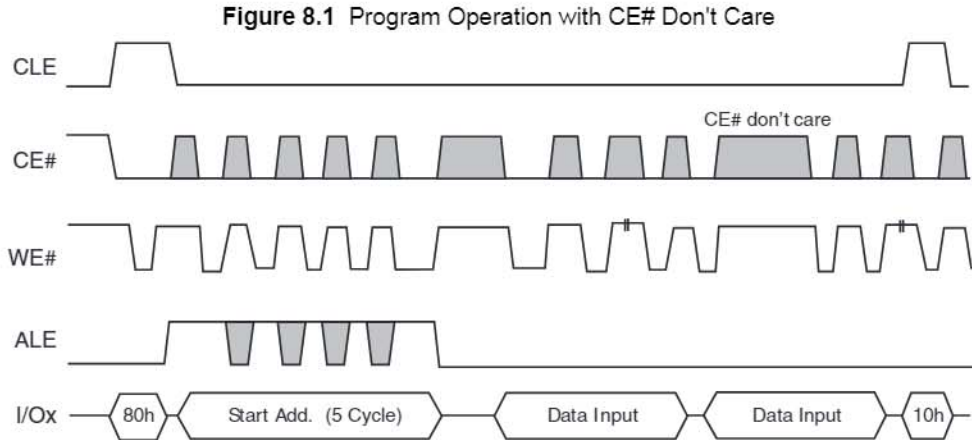 Figure 8.1 Program Operation with CE# Don't Care
CLE
CE# don't care
CE#
WE#
ALE
I/Ox
80h
Start Add. (5 Cycle)
Data Input
Data Input
10h